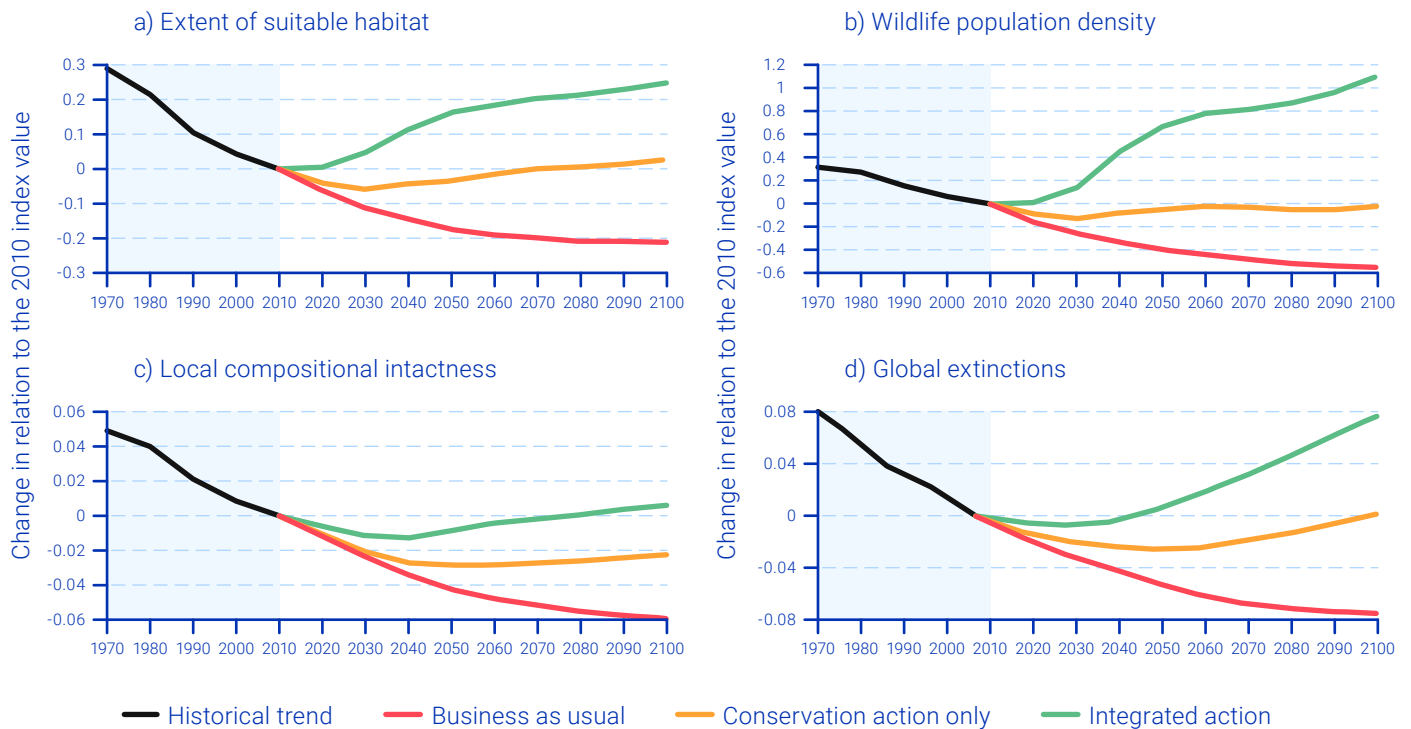 a) Extent of suitable habitat
0.3
0.2
0.1
0
-0.1
-0.2
-0.3
1970 1980 1990 2000 2010 2020 2030 2040 2050 2060 2070 2080 2090 2100
b) Wildlife population density
1.2
1
0.8
0.6
0.4
0.2
0
-0.2
-0.4
-0.6
1970 1980 1990 2000 2010 2020 2030 2040 2050 2060 2070 2080 2090 2100
Change in relation to the 2010 index value
Change in relation to the 2010 index value
c) Local compositional intactness
0.06
0.04
0.02
0
-0.02
-0.04
-0.06
1970 1980 1990 2000 2010 2020 2030 2040 2050 2060 2070 2080 2090 2100
d) Global extinctions
0.08
0.04
0
-0.04
-0.08
1970 1980 1990 2000 2010 2020 2030 2040 2050 2060 2070 2080 2090 2100
Historical trend Business as usual Conservation action only Integrated action